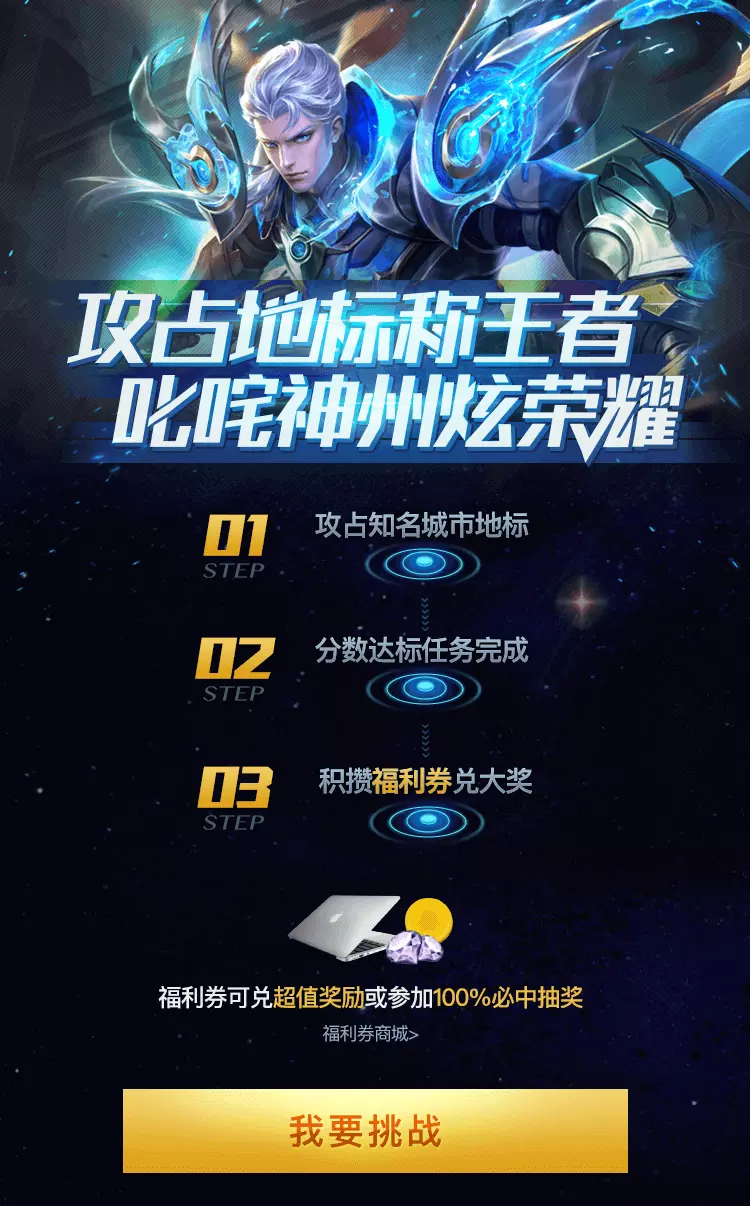 攻占地标称王者
叱咤神州炫荣耀
01
STEP
攻占知名城市地标
02
STEP
分数达标任务完成
03
STEP
积攒福利券兑大奖
福利券可兑超值奖励或参加100%必中抽奖
福利券商城>
我要挑战